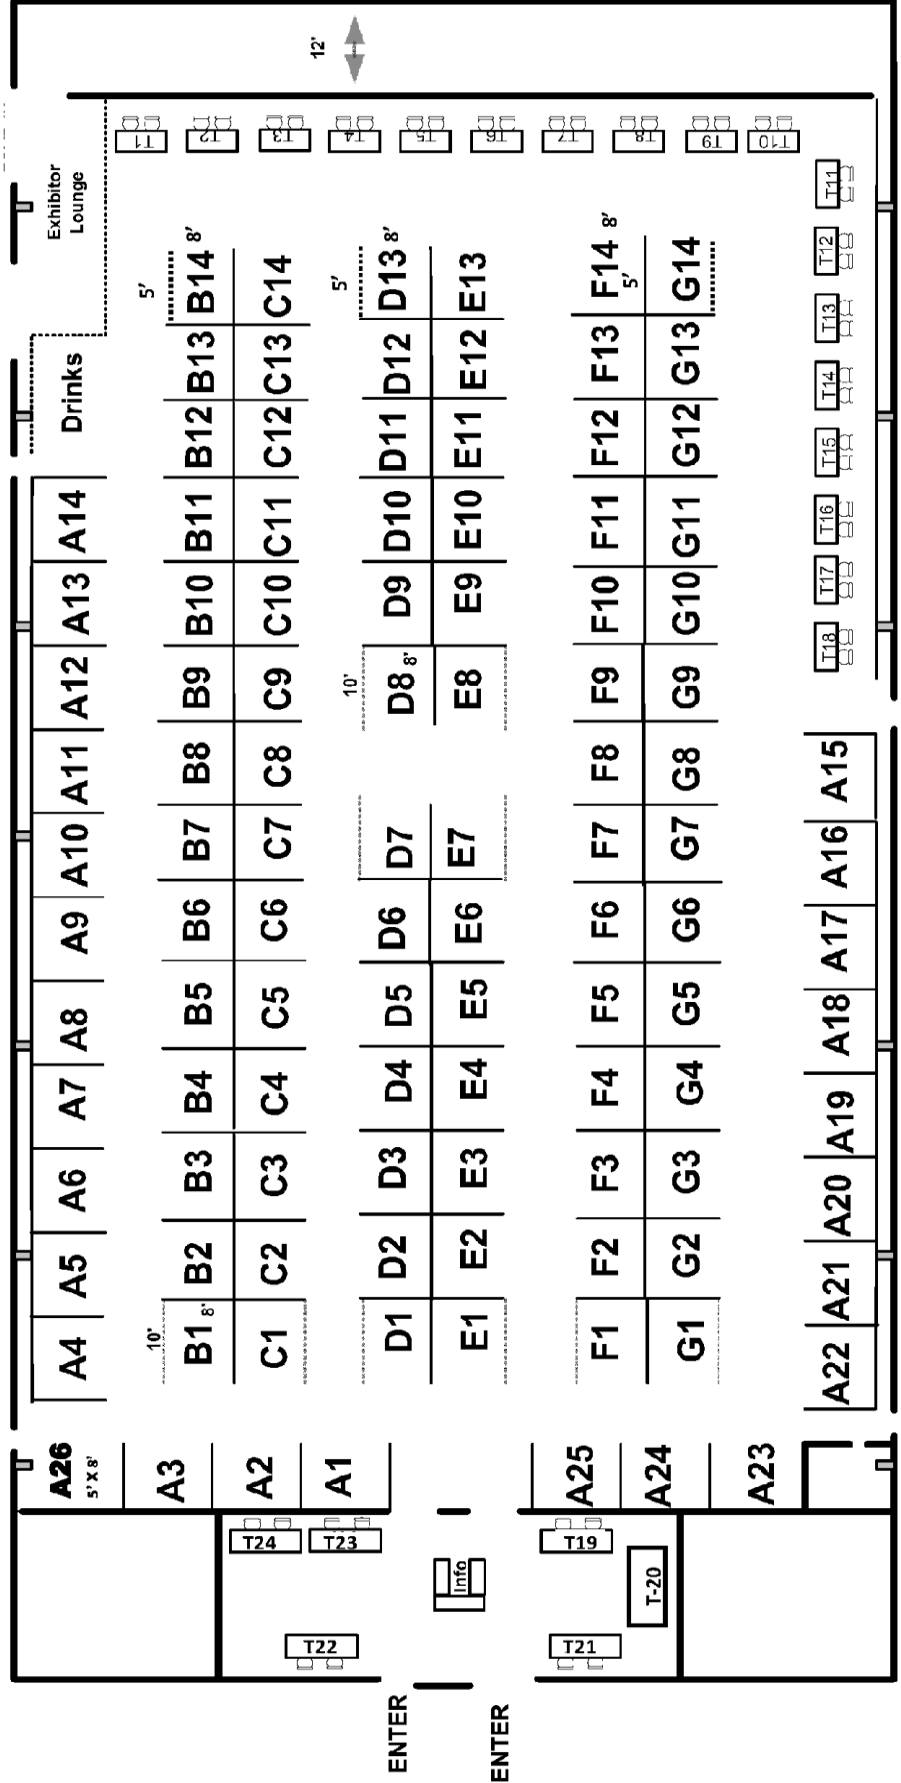 12'
Exhibitor
Lounge
T1
T2
T3
T4
T5
T6
T7
T8
T9
T10
T11
T12
T13
T14
T15
T16
T17
T18
Drinks
5'
8'
5'
8'
8'
5'
B14
C14
D13
E13
F14
G14
B13
C13
D12
E12
F13
G13
B12
C12
D11
E11
F12
G12
A14
B11
C11
D10
E10
F11
G11
A13
B10
C10
D9
E9
F10
G10
A12
B9
C9
10'
D8
8'
E8
F9
G9
A11
B8
C8
F8
G8
A15
A10
B7
C7
D7
E7
F7
G7
A16
A9
B6
C6
D6
E6
F6
G6
A17
A8
B5
C5
D5
E5
F5
G5
A18
A7
B4
C4
D4
E4
F4
G4
A19
A6
B3
C3
D3
E3
F3
G3
A20
A5
B2
C2
D2
E2
F2
G2
A21
A4
10'
B1
8'
C1
D1
E1
F1
G1
A22
A26
5' X 8'
A3
A2
A1
A25
A24
A23
T24
T23
T19
Info
T-20
T22
T21
ENTER
ENTER